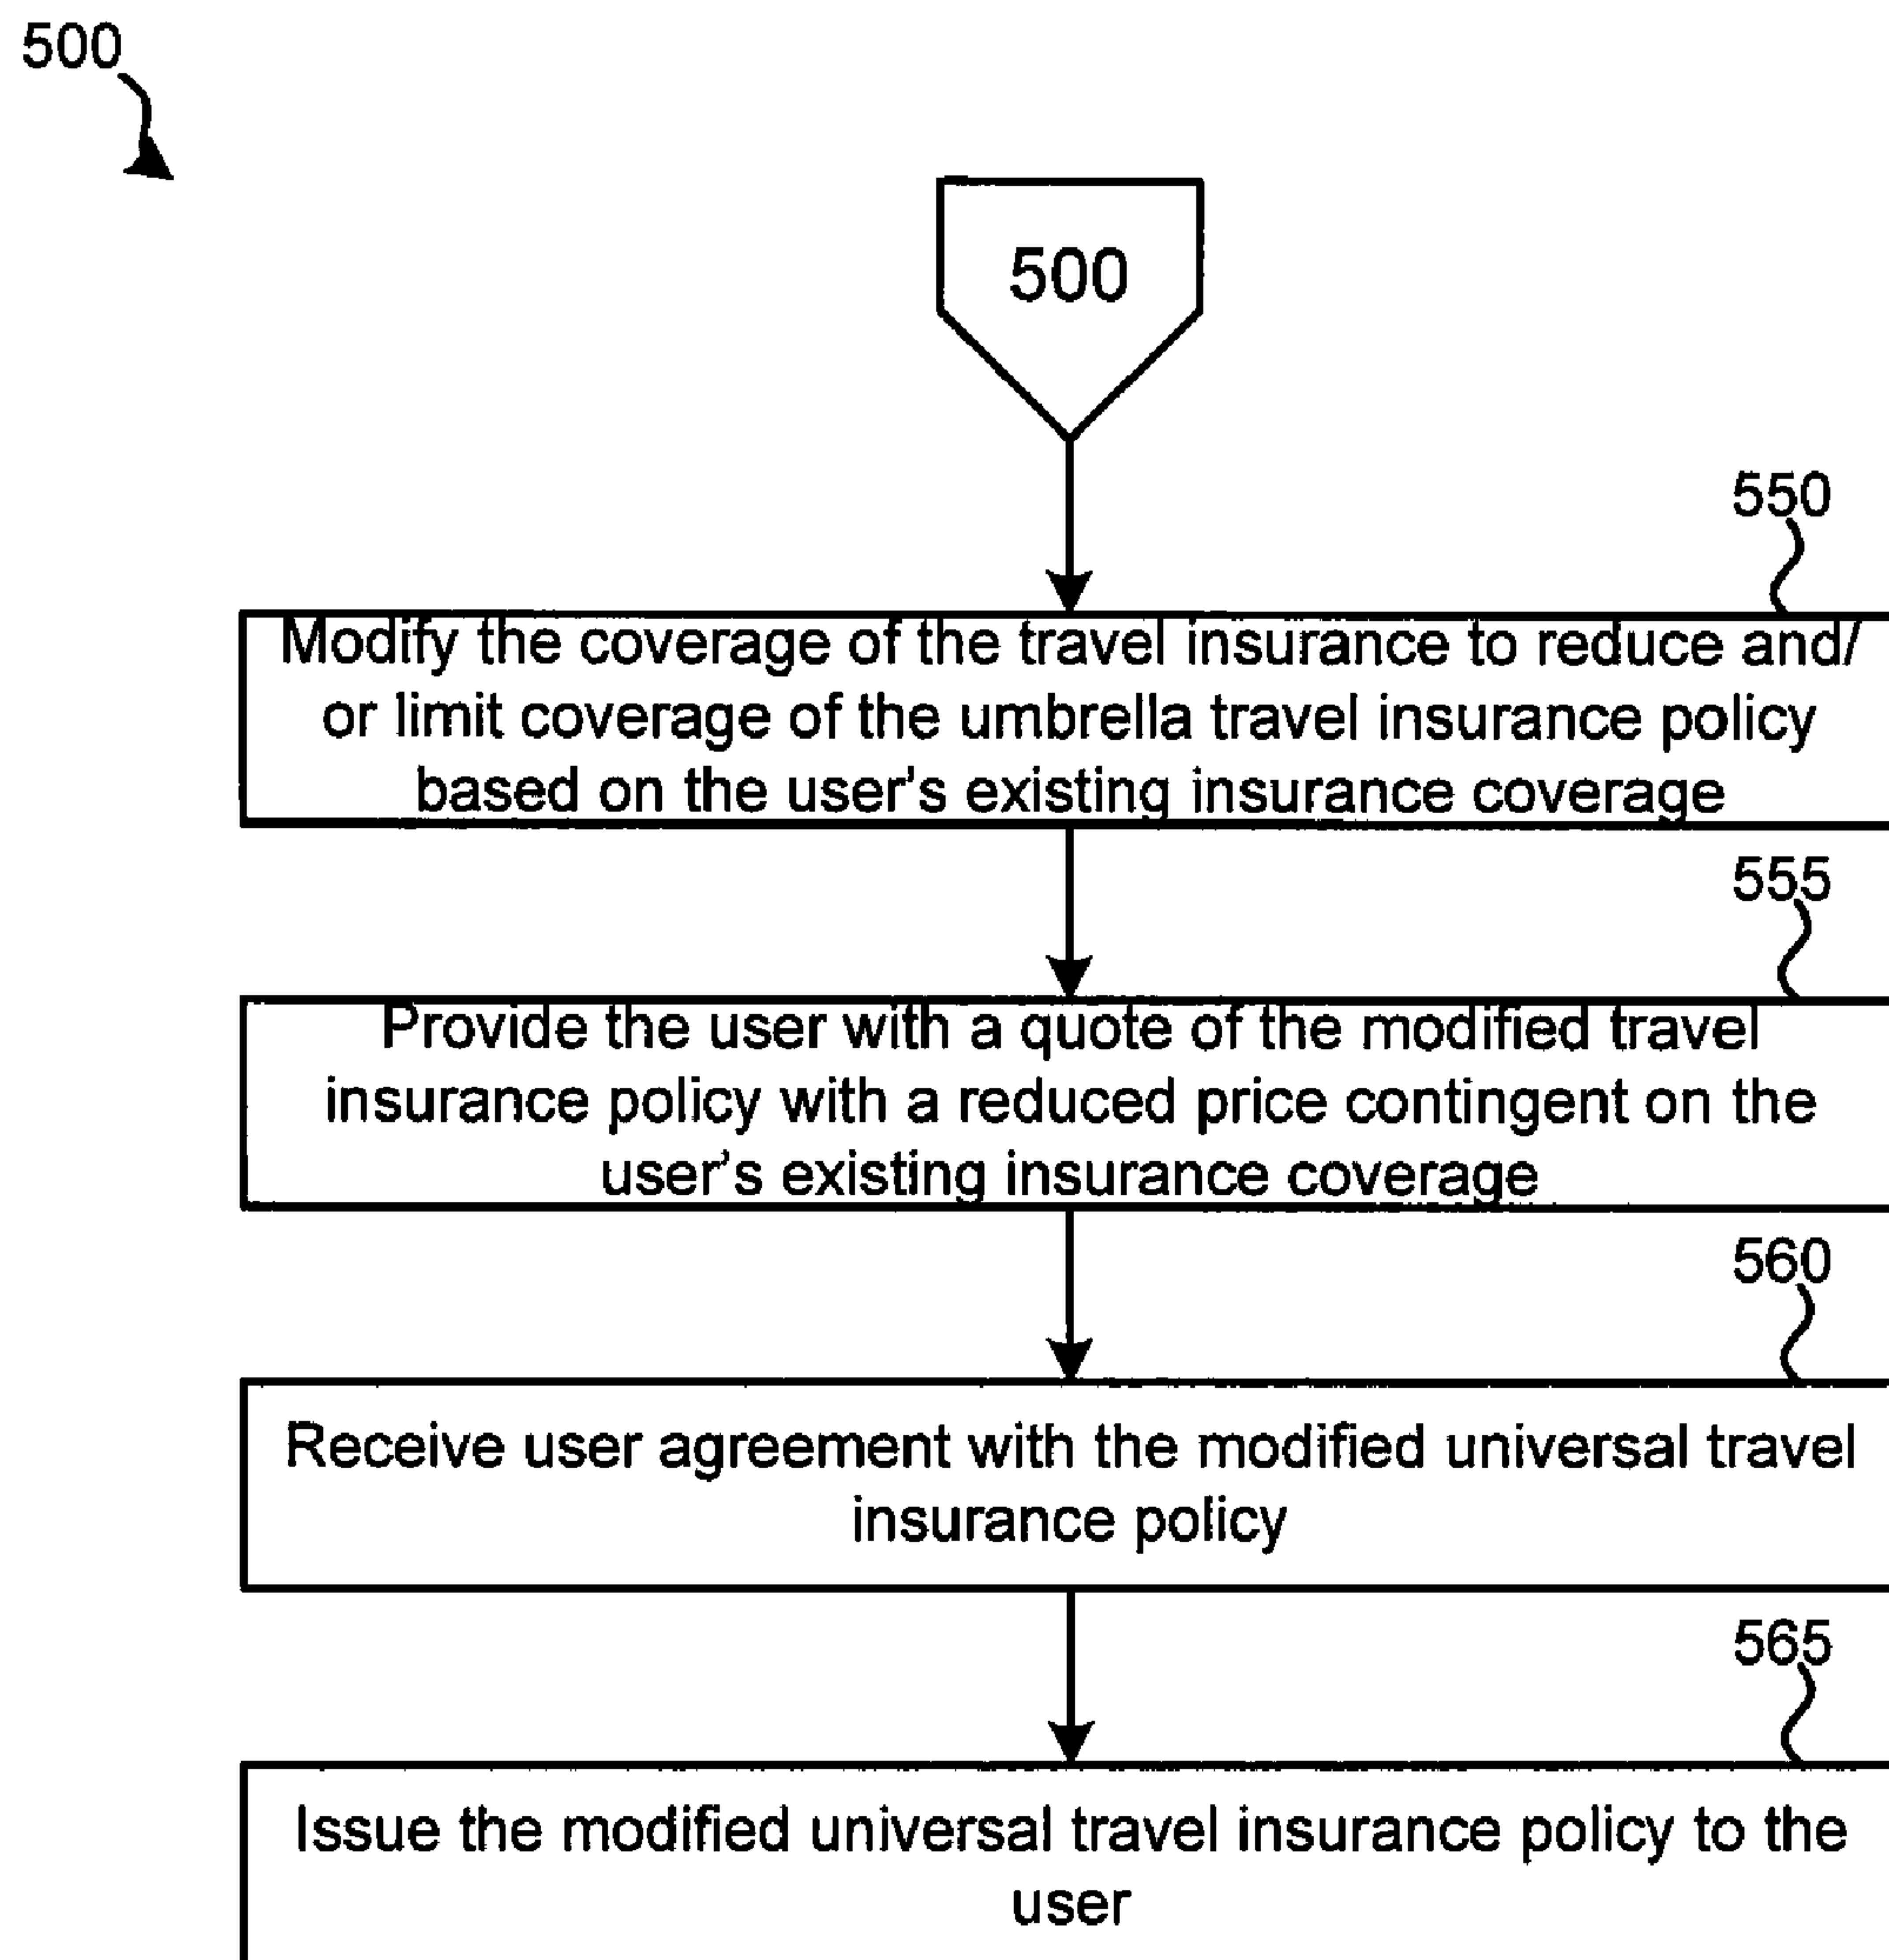 500
500
550
Modify the coverage of the travel insurance to reduce and/
or limit coverage of the umbrella travel insurance policy
based on the user's existing insurance coverage
555
Provide the user with a quote of the modified travel
insurance policy with a reduced price contingent on the
user's existing insurance coverage
560
Receive user agreement with the modified universal travel
insurance policy
565
Issue the modified universal travel insurance policy to the
user